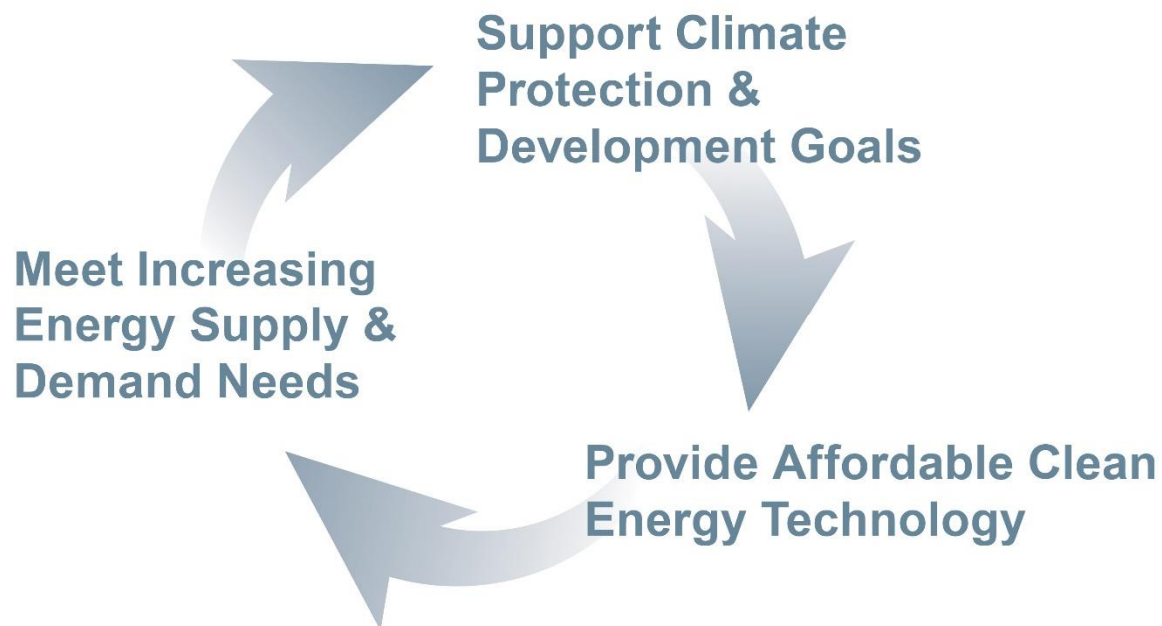 Support Climate
Protection &
Development Goals
Meet Increasing
Energy Supply &
Demand Needs
Provide Affordable Clean
Energy Technology